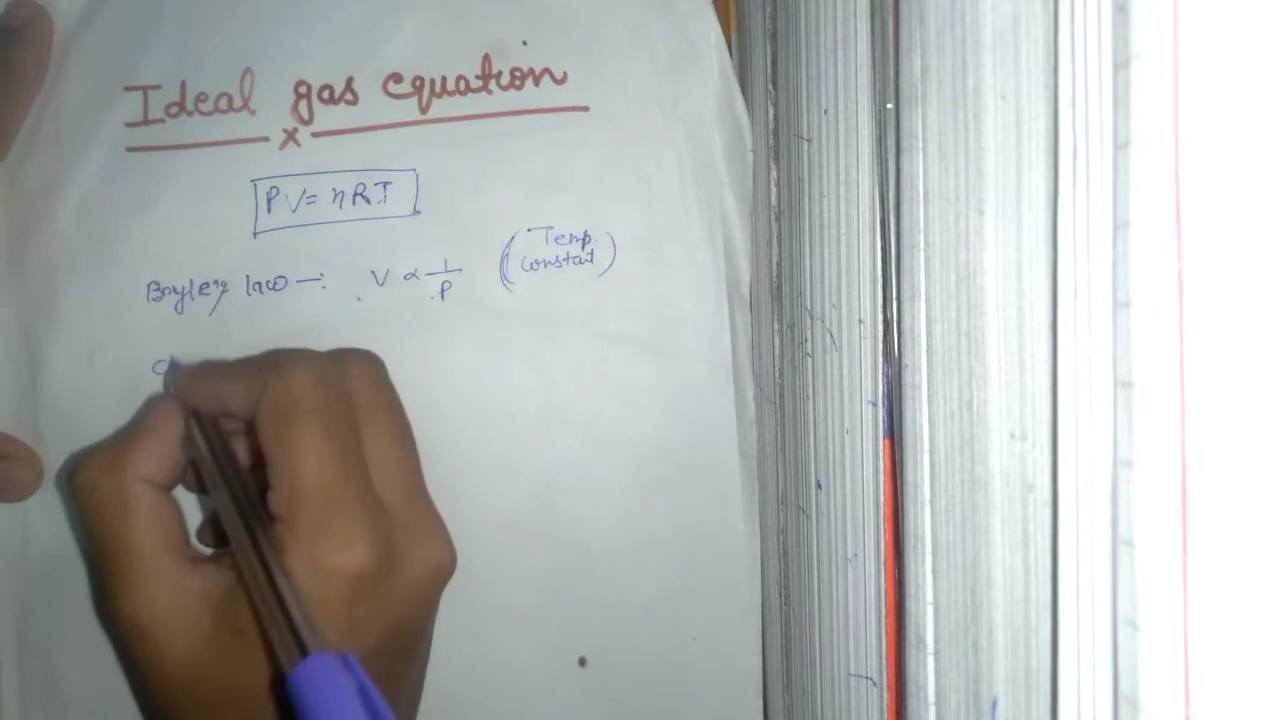 Ideal gas equation
x
PV = nRT
Boyle's law —: V ∝ 1/P (Temp. constant)
C